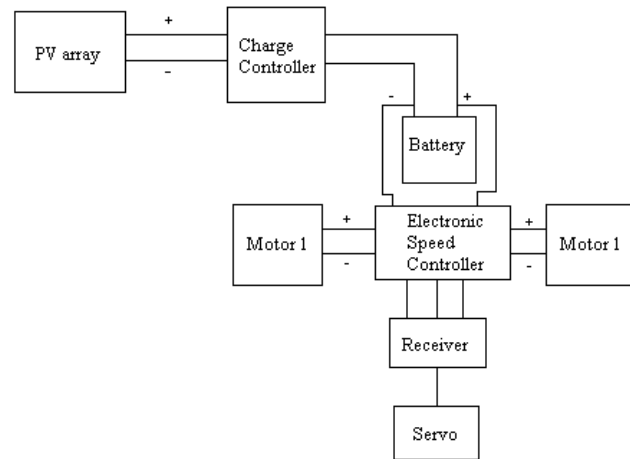 +
PV array
-
Charge
Controller
-
+
Battery
Motor 1
+
-
Electronic
Speed
Controller
+
-
Motor 1
Receiver
Servo